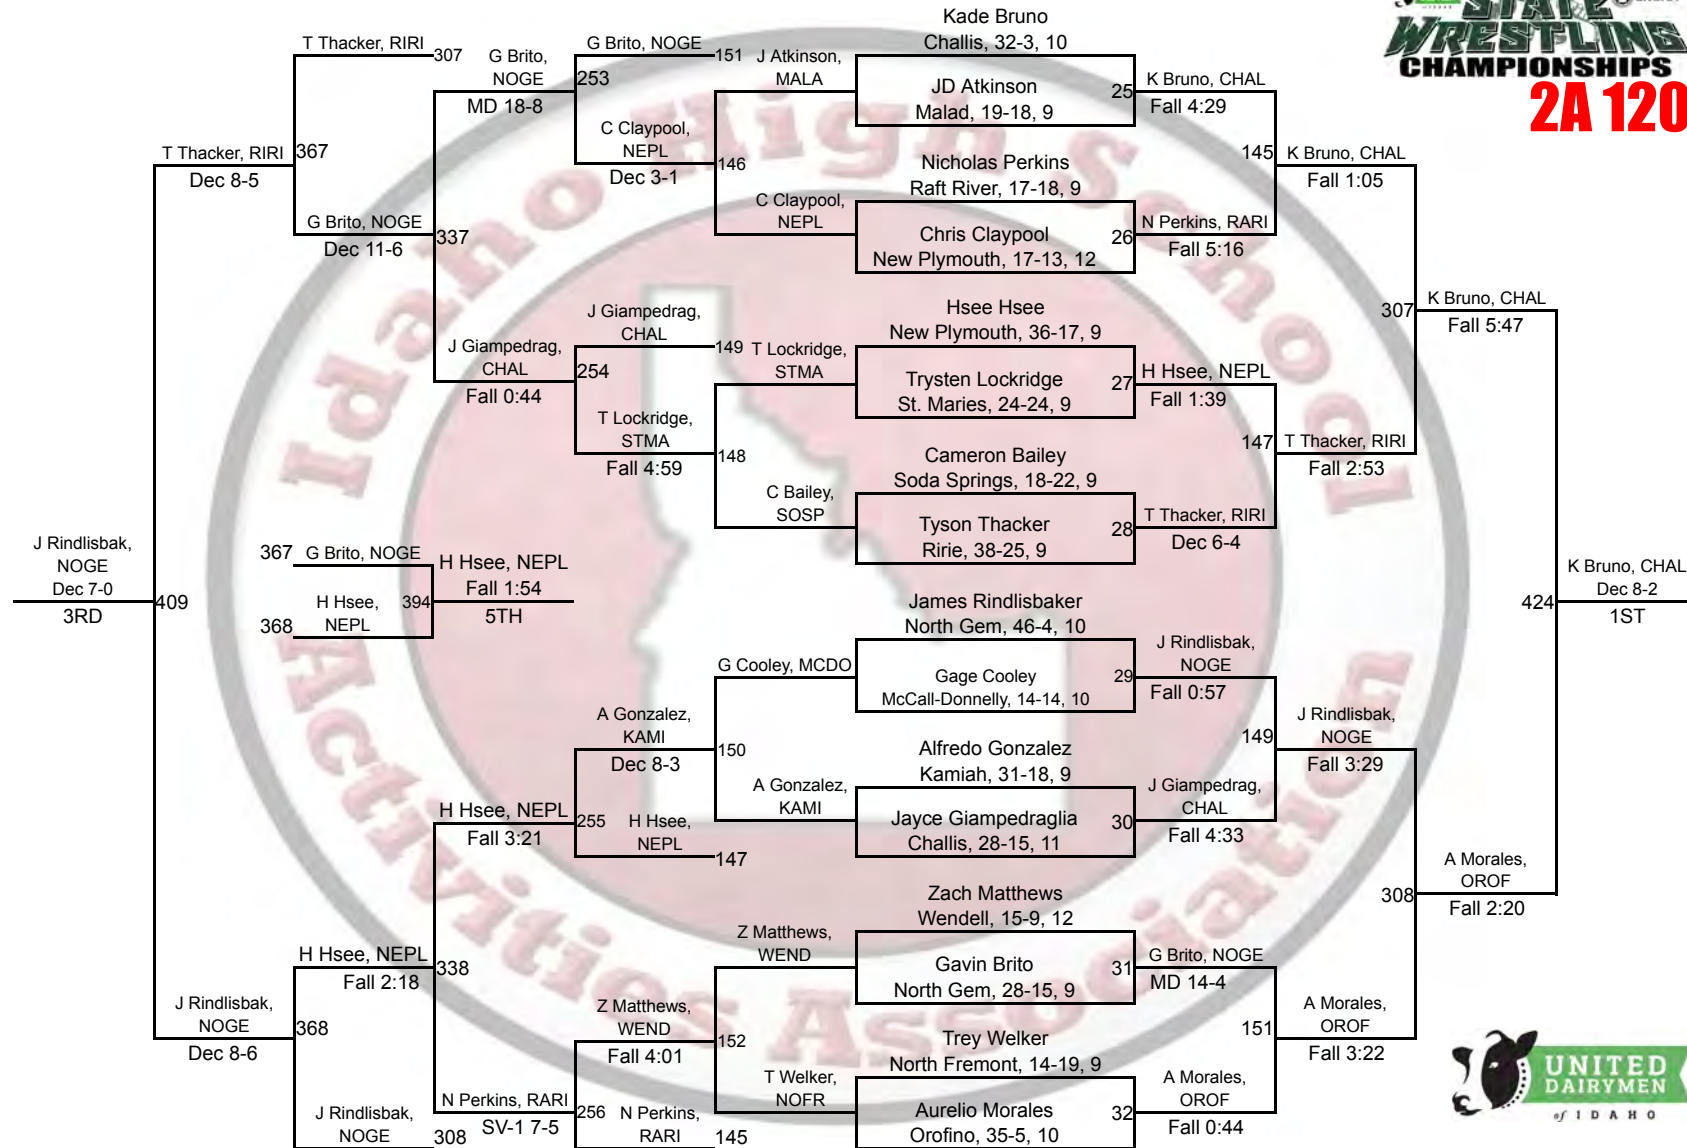 STATE
WRESTLING
CHAMPIONSHIPS
2A 120
Idaho High School
Activities Association
Kade Bruno
Challis, 32-3, 10
JD Atkinson
Malad, 19-18, 9
25
Nicholas Perkins
Raft River, 17-18, 9
Chris Claypool
New Plymouth, 17-13, 12
26
Hsee Hsee
New Plymouth, 36-17, 9
Trysten Lockridge
St. Maries, 24-24, 9
27
Cameron Bailey
Soda Springs, 18-22, 9
Tyson Thacker
Ririe, 38-25, 9
28
James Rindlisbaker
North Gem, 46-4, 10
Gage Cooley
McCall-Donnelly, 14-14, 10
29
Alfredo Gonzalez
Kamiah, 31-18, 9
Jayce Giampedraglia
Challis, 28-15, 11
30
Zach Matthews
Wendell, 15-9, 12
Gavin Brito
North Gem, 28-15, 9
31
Trey Welker
North Fremont, 14-19, 9
Aurelio Morales
Orofino, 35-5, 10
32
K Bruno, CHAL
Fall 4:29
145
N Perkins, RARI
Fall 5:16
H Hsee, NEPL
Fall 1:39
147
T Thacker, RIRI
Dec 6-4
J Rindlisbak,
NOGE
Fall 0:57
149
J Giampedrag,
CHAL
Fall 4:33
G Brito, NOGE
MD 14-4
151
A Morales,
OROF
Fall 0:44
K Bruno, CHAL
Fall 1:05
307
T Thacker, RIRI
Fall 2:53
J Rindlisbak,
NOGE
Fall 3:29
308
A Morales,
OROF
Fall 3:22
K Bruno, CHAL
Fall 5:47
424
A Morales,
OROF
Fall 2:20
K Bruno, CHAL
Dec 8-2
1ST
J Atkinson,
MALA
146
C Claypool,
NEPL
T Lockridge,
STMA
148
C Bailey,
SOSP
G Cooley, MCDO
150
A Gonzalez,
KAMI
Z Matthews,
WEND
152
T Welker,
NOFR
G Brito, NOGE
151
253
C Claypool,
NEPL
Dec 3-1
J Giampedrag,
CHAL
149
254
T Lockridge,
STMA
Fall 4:59
A Gonzalez,
KAMI
Dec 8-3
255
H Hsee,
NEPL
147
Z Matthews,
WEND
Fall 4:01
256
N Perkins,
RARI
145
G Brito,
NOGE
MD 18-8
337
J Giampedrag,
CHAL
Fall 0:44
H Hsee, NEPL
Fall 3:21
338
N Perkins, RARI
SV-1 7-5
T Thacker, RIRI
307
367
G Brito, NOGE
Dec 11-6
H Hsee, NEPL
Fall 2:18
368
J Rindlisbak,
NOGE
308
T Thacker, RIRI
Dec 8-5
409
J Rindlisbak,
NOGE
Dec 8-6
J Rindlisbak,
NOGE
Dec 7-0
3RD
367
G Brito, NOGE
394
368
H Hsee,
NEPL
H Hsee, NEPL
Fall 1:54
5TH
UNITED
DAIRYMEN
of IDAHO